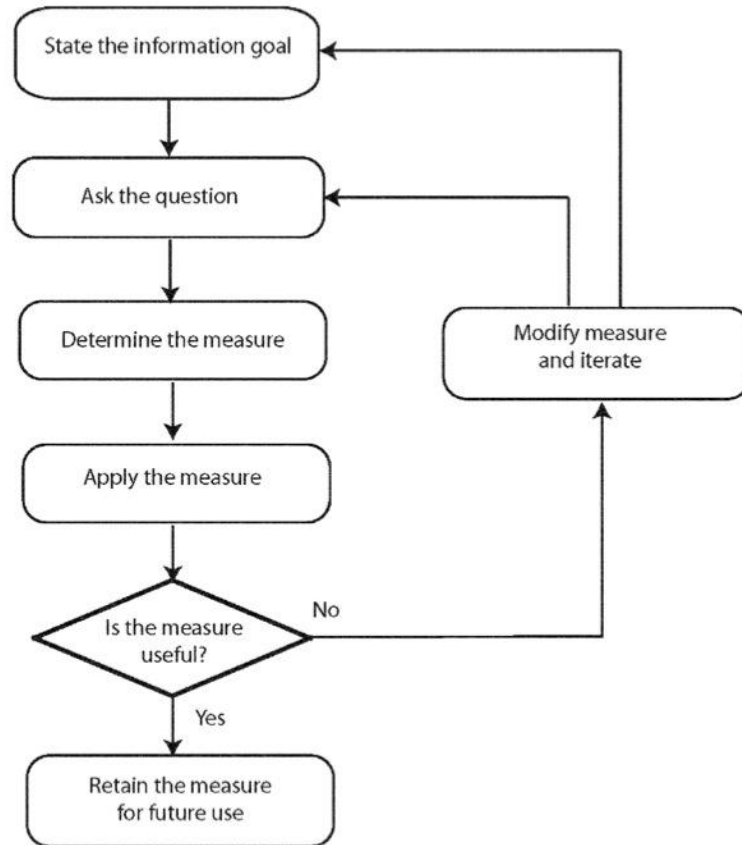 State the information goal
Ask the question
Determine the measure
Modify measure
and iterate
Apply the measure
Is the measure
useful?
No
Yes
Retain the measure
for future use